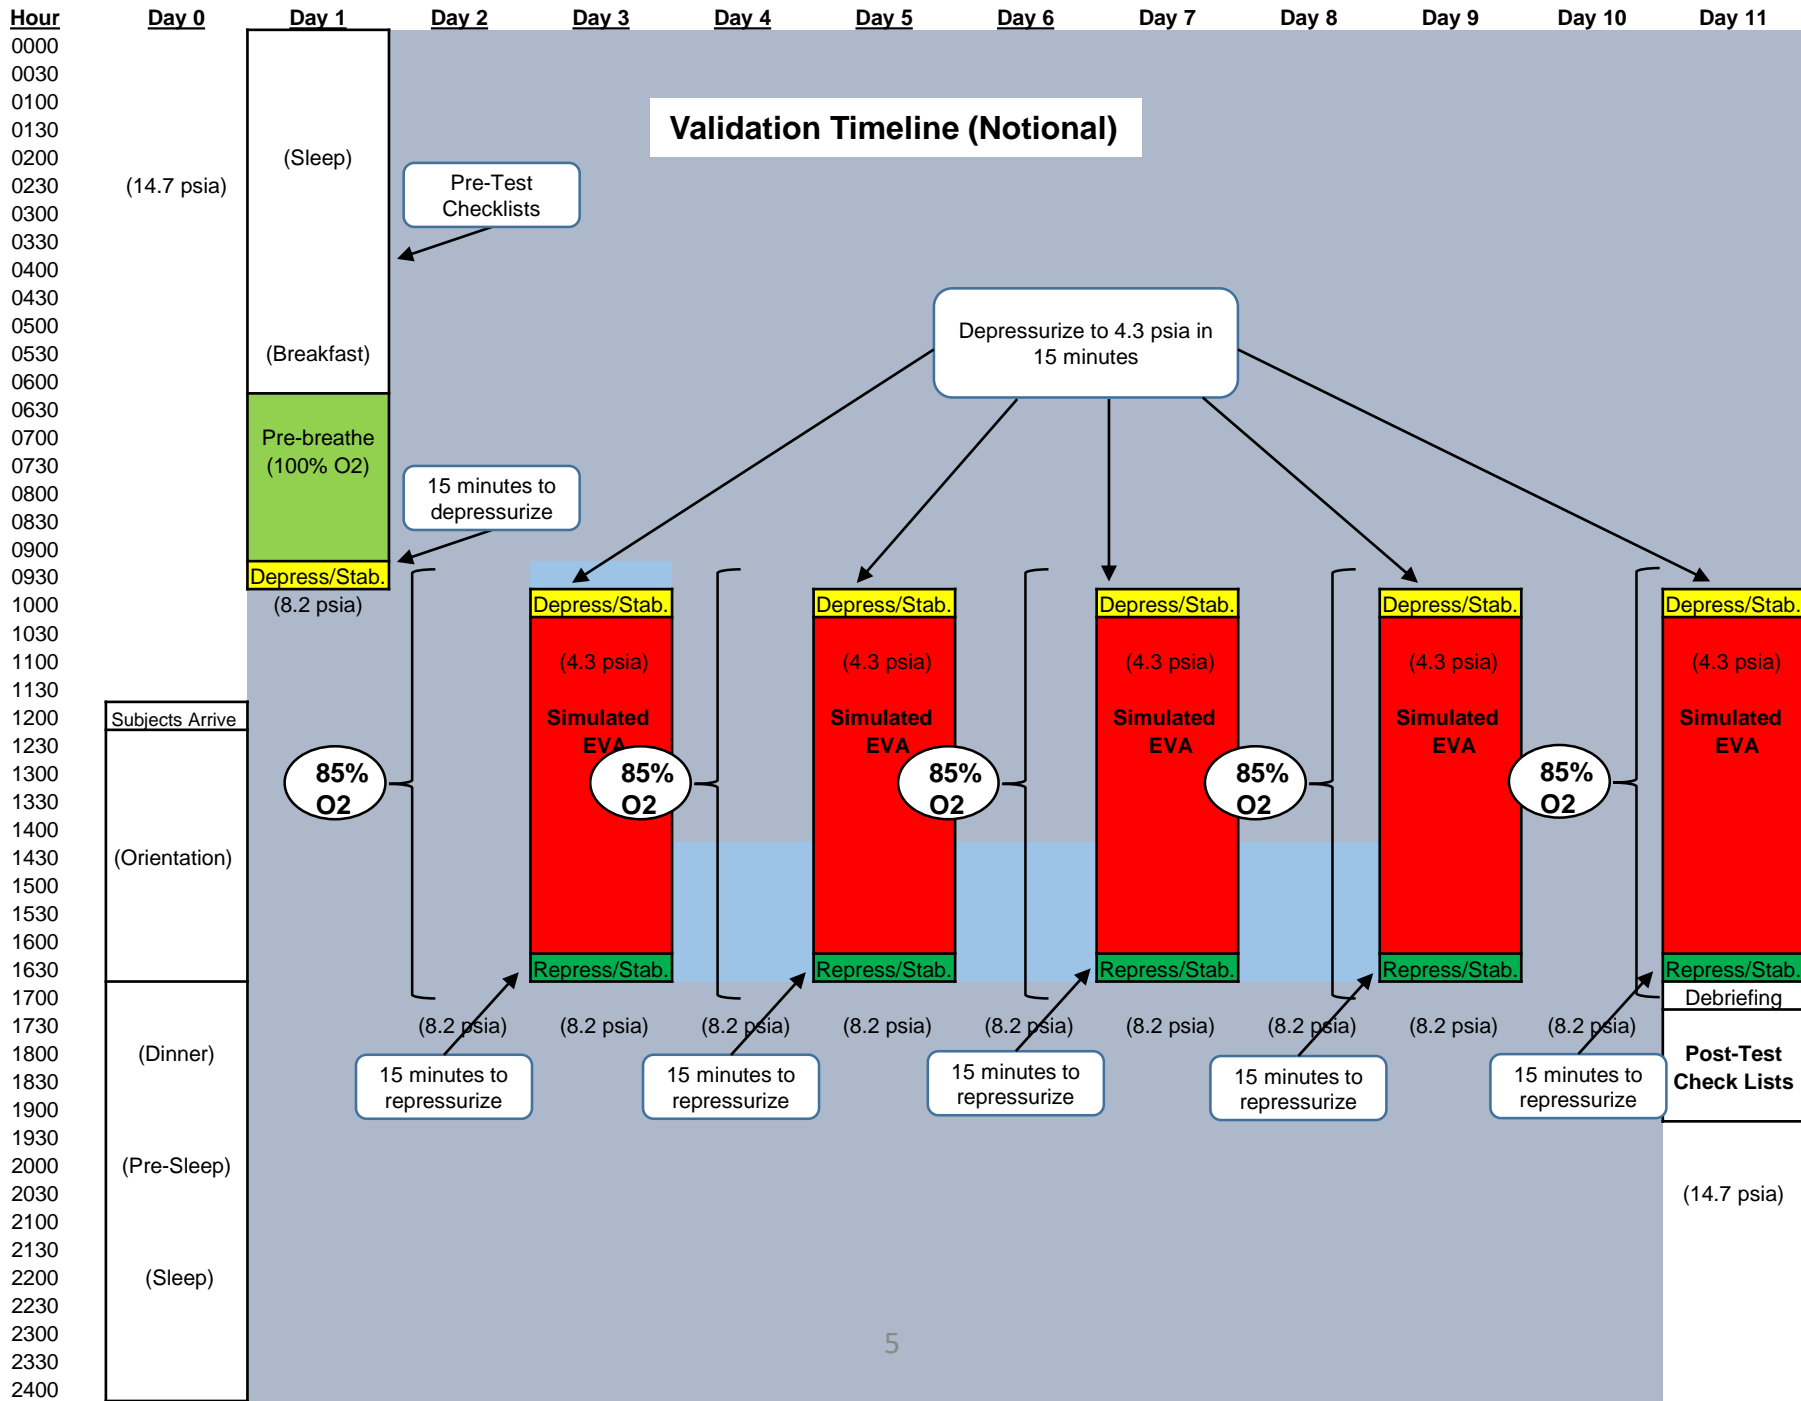 Hour Day 0 Day 1 Day 2 Day 3 Day 4 Day 5 Day 6 Day 7 Day 8 Day 9 Day 10 Day 11
0000
0030
0100
0130
0200
0230
0300
0330
0400
0430
0500
0530
0600
0630
0700
0730
0800
0830
0900
0930
1000
1030
1100
1130
1200
1230
1300
1330
1400
1430
1500
1530
1600
1630
1700
1730
1800
1830
1900
1930
2000
2030
2100
2130
2200
2230
2300
2330
2400
Validation Timeline (Notional)
(14.7 psia)
Subjects Arrive
(Orientation)
(Dinner)
(Pre-Sleep)
(Sleep)
(Sleep)
(Breakfast)
Pre-breathe
(100% O2)
Depress/Stab.
(8.2 psia)
Pre-Test
Checklists
15 minutes to
depressurize
Depressurize to 4.3 psia in
15 minutes
85%
O2
(8.2 psia)
15 minutes to
repressurize
Depress/Stab.
(4.3 psia)
Simulated
EVA
Repress/Stab.
(8.2 psia)
85%
O2
(8.2 psia)
15 minutes to
repressurize
Depress/Stab.
(4.3 psia)
Simulated
EVA
Repress/Stab.
(8.2 psia)
85%
O2
(8.2 psia)
15 minutes to
repressurize
Depress/Stab.
(4.3 psia)
Simulated
EVA
Repress/Stab.
(8.2 psia)
85%
O2
(8.2 psia)
15 minutes to
repressurize
Depress/Stab.
(4.3 psia)
Simulated
EVA
Repress/Stab.
(8.2 psia)
85%
O2
(8.2 psia)
15 minutes to
repressurize
Depress/Stab.
(4.3 psia)
Simulated
EVA
Repress/Stab.
Debriefing
Post-Test
Check Lists
(14.7 psia)
5